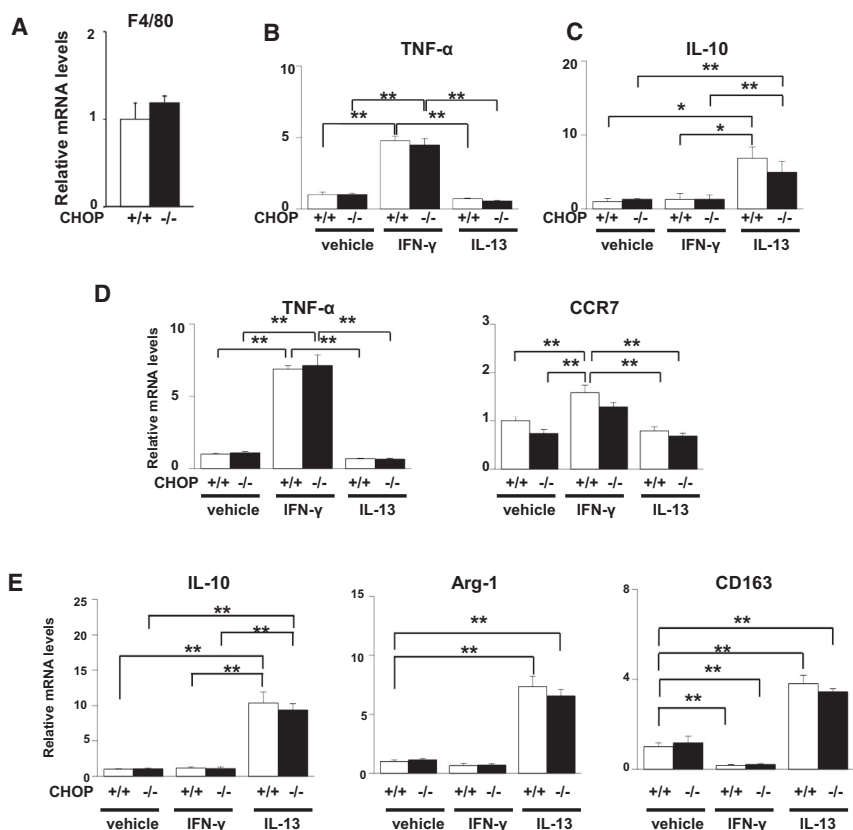 A
F4/80
Relative mRNA levels
2
1
0
CHOP +/+ -/-
B
TNF-α
10
5
0
** **
** **
CHOP +/+ -/- +/+ -/- +/+ -/-
vehicle IFN-γ IL-13
C
IL-10
20
10
0
**
**
*
*
CHOP +/+ -/- +/+ -/- +/+ -/-
vehicle IFN-γ IL-13
D
TNF-α
Relative mRNA levels
10
5
0
** **
** **
CHOP +/+ -/- +/+ -/- +/+ -/-
vehicle IFN-γ IL-13
CCR7
3
2
1
0
** **
** **
+/+ -/- +/+ -/- +/+ -/-
vehicle IFN-γ IL-13
E
IL-10
Relative mRNA levels
25
20
15
10
5
0
**
**
**
**
CHOP +/+ -/- +/+ -/- +/+ -/-
vehicle IFN-γ IL-13
Arg-1
15
10
5
0
**
**
+/+ -/- +/+ -/- +/+ -/-
vehicle IFN-γ IL-13
CD163
8
4
0
**
**
**
**
+/+ -/- +/+ -/- +/+ -/-
vehicle IFN-γ IL-13